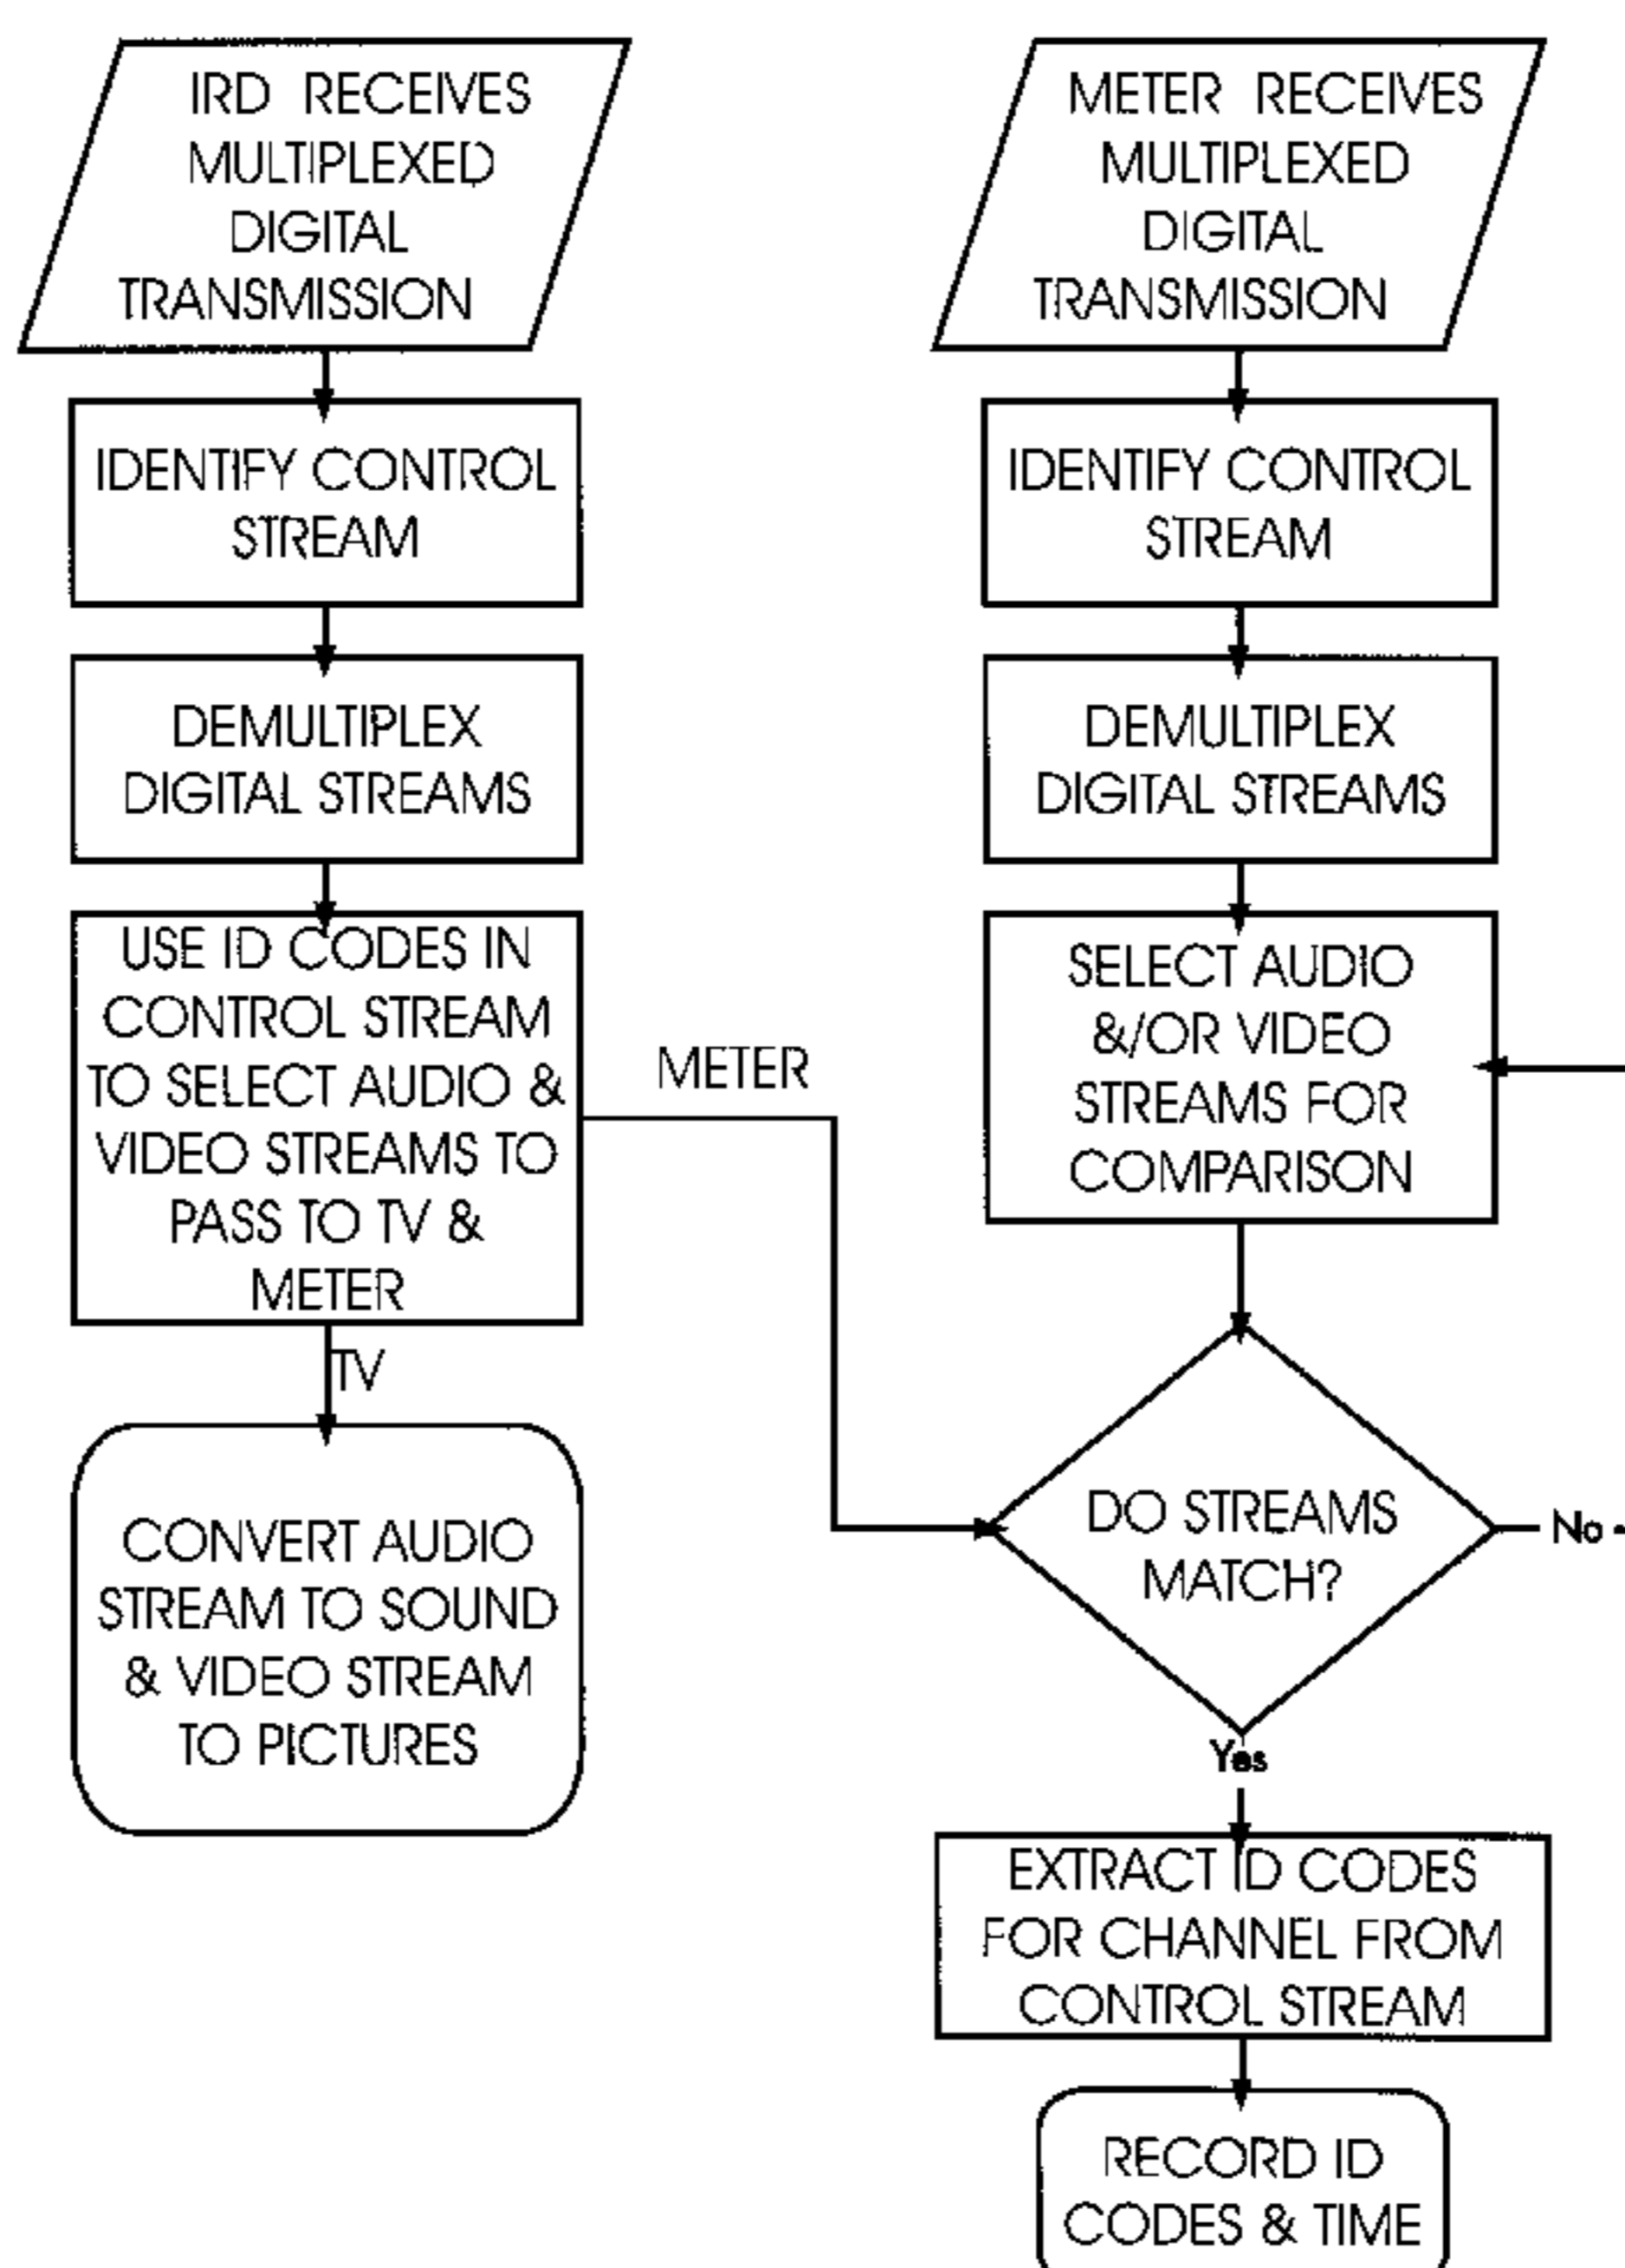 IRD RECEIVES
MULTIPLEXED
DIGITAL
TRANSMISSION
IDENTIFY CONTROL
STREAM
DEMULTIPLEX
DIGITAL STREAMS
USE ID CODES IN
CONTROL STREAM
TO SELECT AUDIO &
VIDEO STREAMS TO
PASS TO TV &
METER
METER
TV
CONVERT AUDIO
STREAM TO SOUND
& VIDEO STREAM
TO PICTURES
METER RECEIVES
MULTIPLEXED
DIGITAL
TRANSMISSION
IDENTIFY CONTROL
STREAM
DEMULTIPLEX
DIGITAL STREAMS
SELECT AUDIO
&/OR VIDEO
STREAMS FOR
COMPARISON
DO STREAMS
MATCH?
No
Yes
EXTRACT ID CODES
FOR CHANNEL FROM
CONTROL STREAM
RECORD ID
CODES & TIME